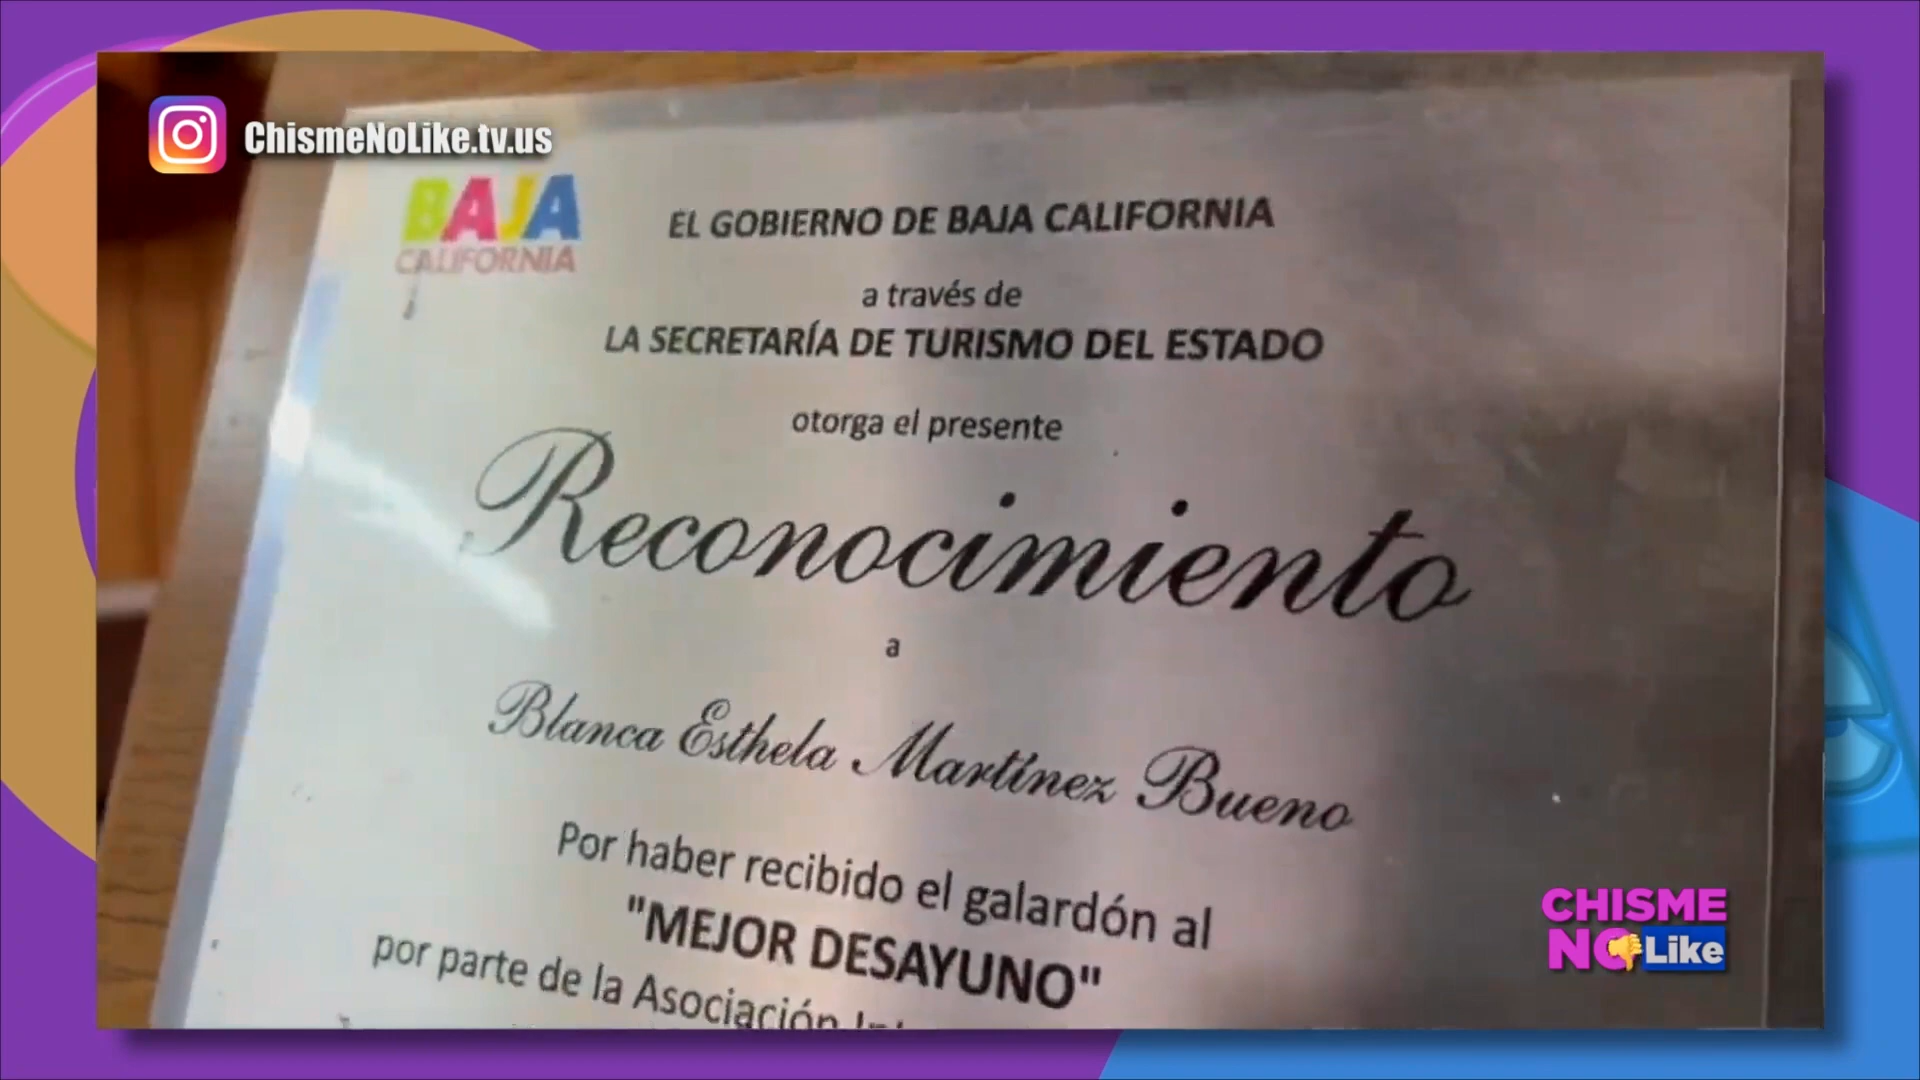 ChismeNoLike.tv.us
BAJA
CALIFORNIA
EL GOBIERNO DE BAJA CALIFORNIA
a través de
LA SECRETARÍA DE TURISMO DEL ESTADO
otorga el presente
Reconocimiento
a
Blanca Esthela Martínez Bueno
Por haber recibido el galardón al
"MEJOR DESAYUNO"
por parte de la Asociación
CHISME
NO Like